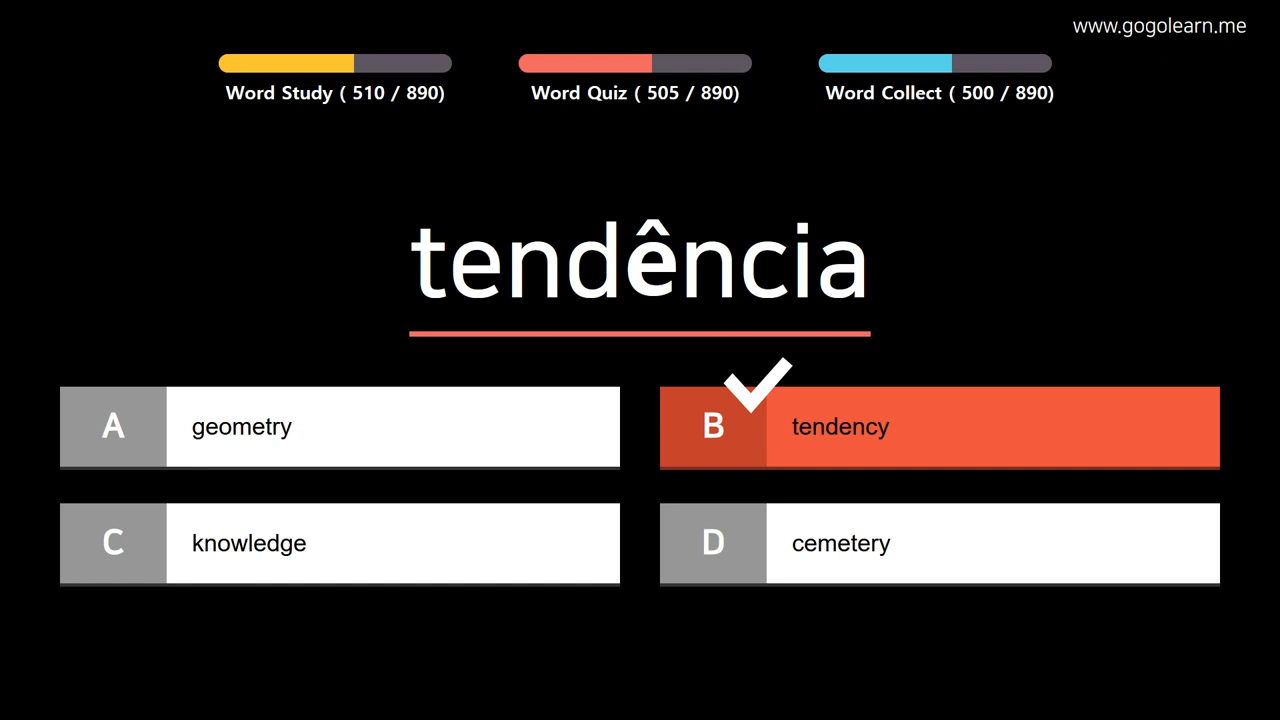 www.gogolearn.me
Word Study ( 510 / 890)
Word Quiz ( 505 / 890)
Word Collect ( 500 / 890)
tendência
A geometry
B tendency
C knowledge
D cemetery